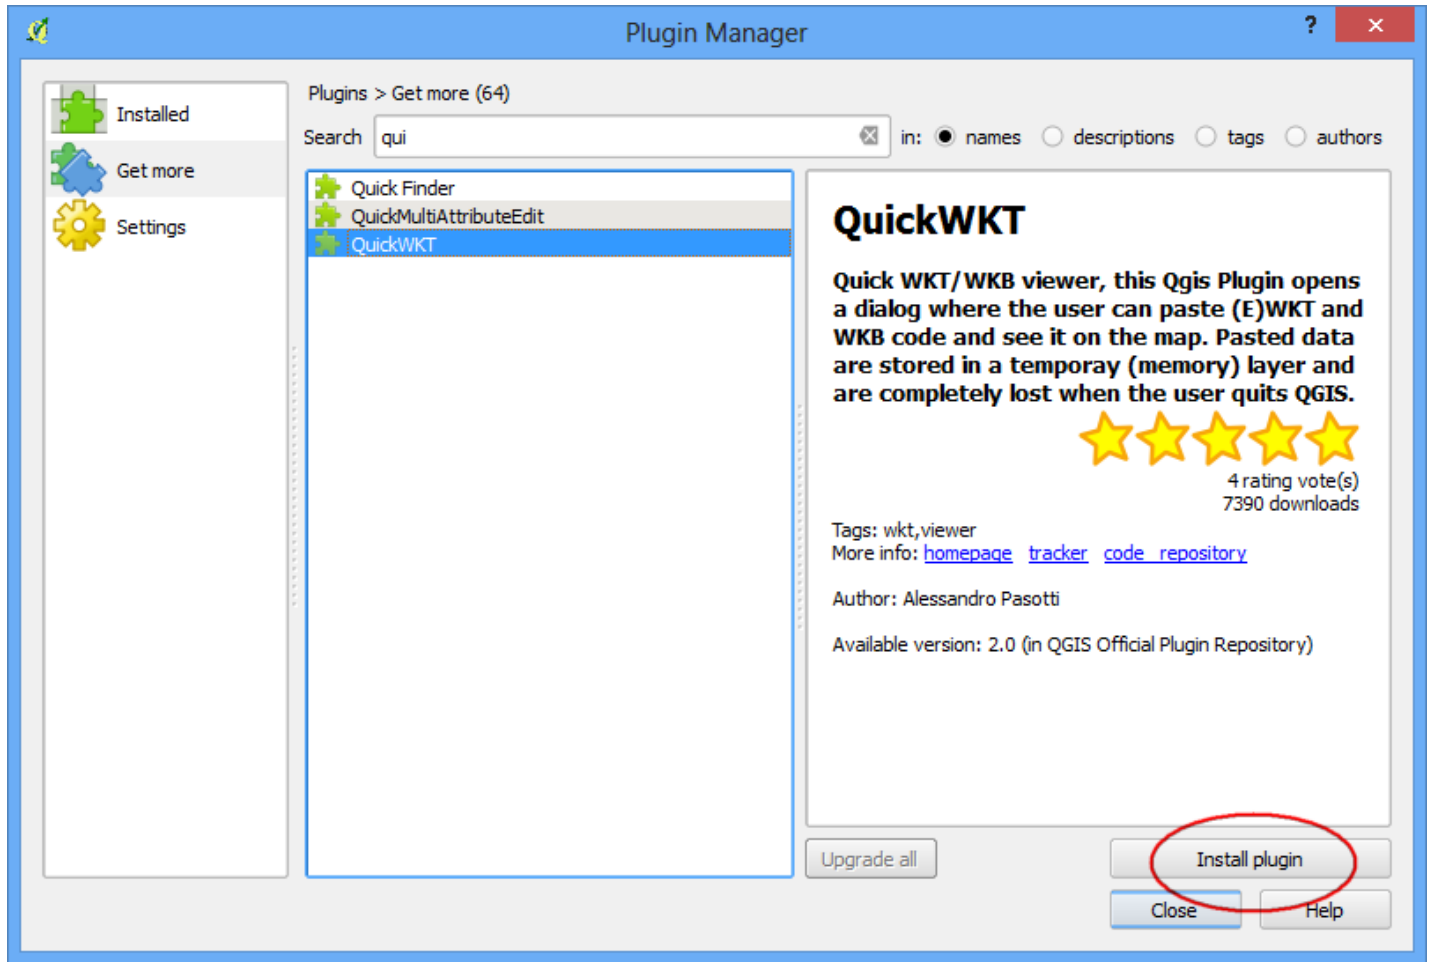 Plugin Manager
?
Installed
Get more
Settings
Plugins > Get more (64)
Search qui in: names descriptions tags authors
Quick Finder
QuickMultiAttributeEdit
QuickWKT
QuickWKT
Quick WKT/WKB viewer, this Qgis Plugin opens
a dialog where the user can paste (E)WKT and
WKB code and see it on the map. Pasted data
are stored in a temporay (memory) layer and
are completely lost when the user quits QGIS.
4 rating vote(s)
7390 downloads
Tags: wkt,viewer
More info: homepage tracker code repository
Author: Alessandro Pasotti
Available version: 2.0 (in QGIS Official Plugin Repository)
Upgrade all Install plugin
Close Help